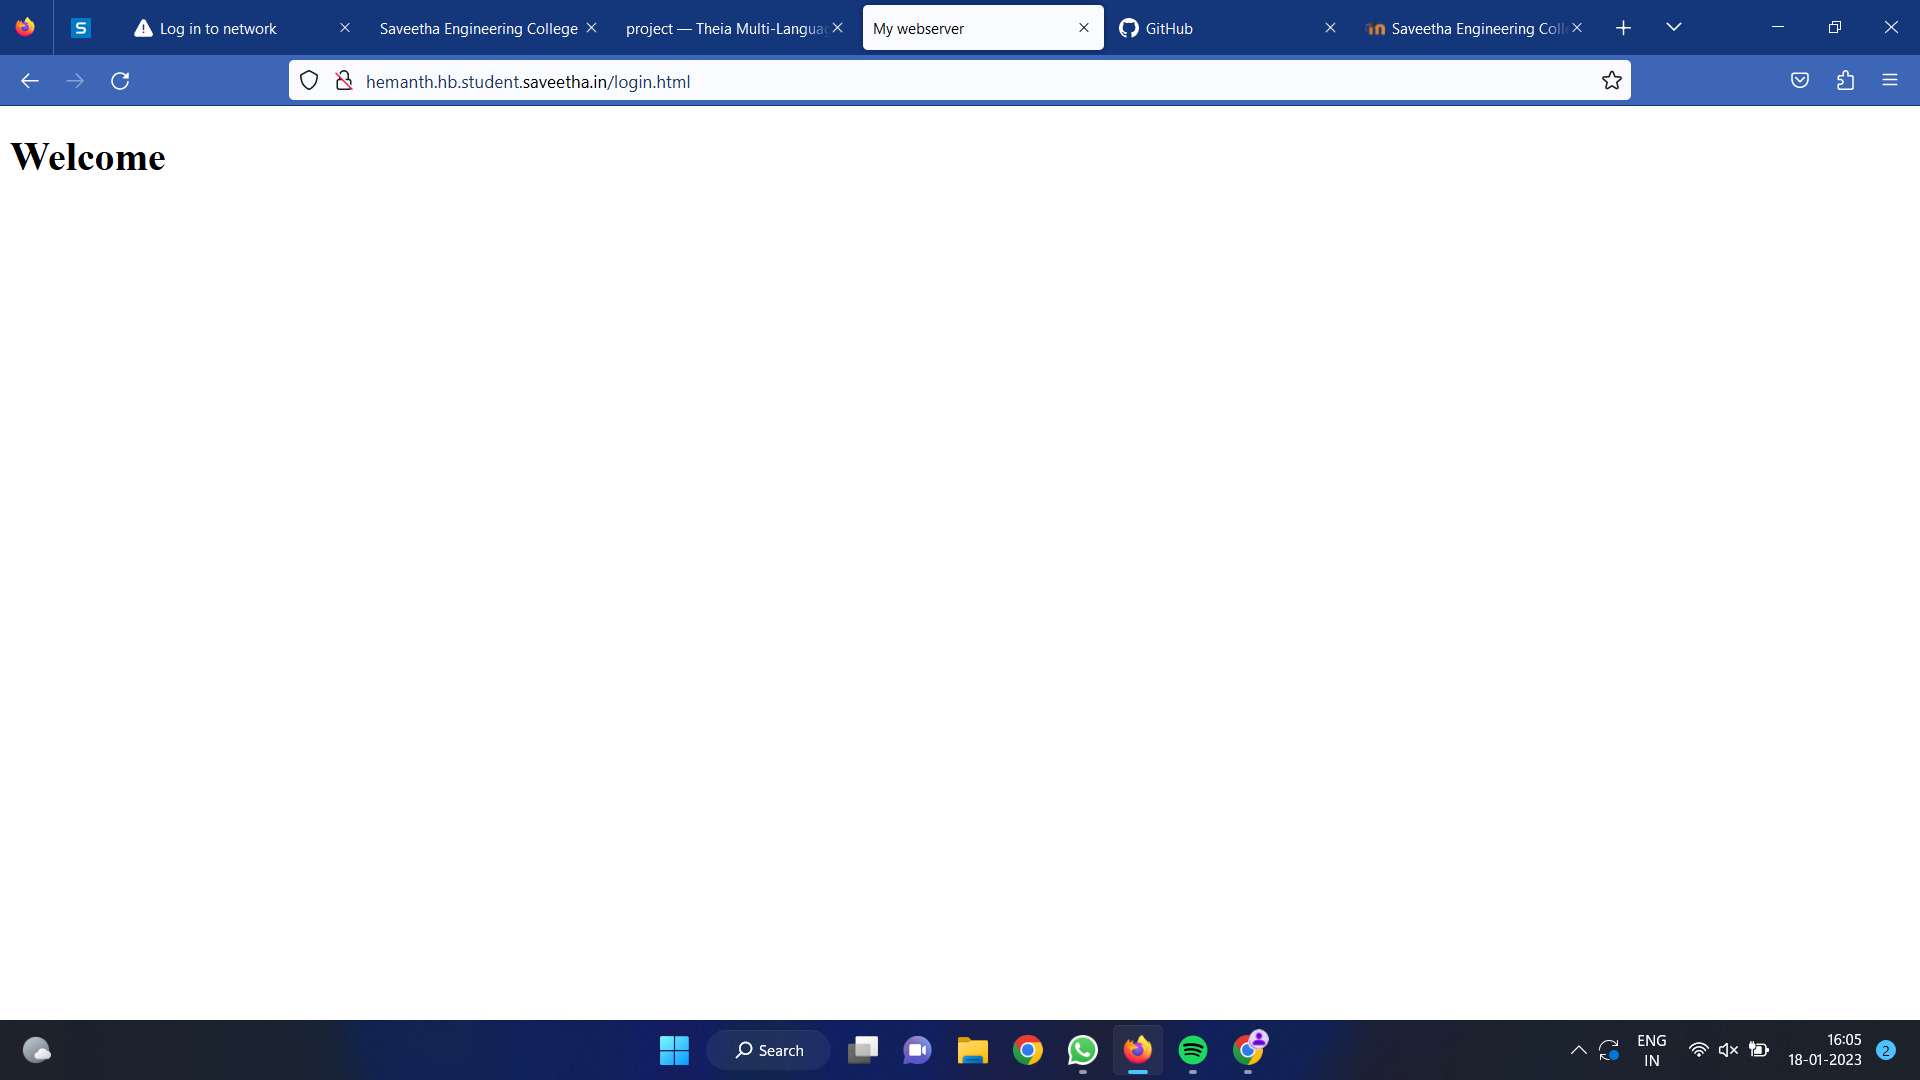 Log in to network
Saveetha Engineering College
project — Theia Multi-Langua
My webserver
GitHub
Saveetha Engineering Coll
hemanth.hb.student.saveetha.in/login.html
Welcome
Search
ENG
IN
16:05
18-01-2023
2